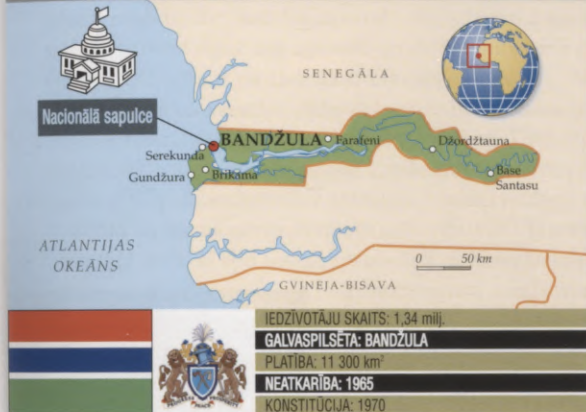 SENEGĀLA
Nacionālā sapulce
BANDŽULA
Farafeni
Džordžtauna
Serekunda
Gundžura
Brikama
Base
Santasu
ATLANTIJAS
OKEĀNS
0 50 km
GVINEJA-BISAVA
IEDZĪVOTĀJU SKAITS: 1,34 milj.
GALVASPILSĒTA: BANDŽULA
PLATĪBA: 11 300 km²
NEATKARĪBA: 1965
KONSTITŪCIJA: 1970